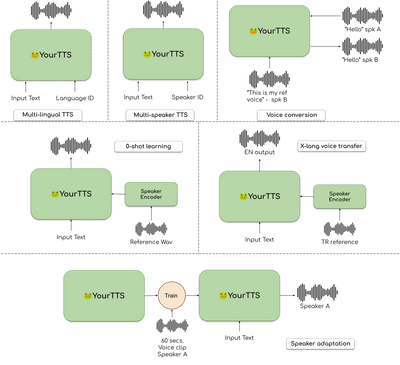 YourTTS
Input Text
Language ID
Multi-lingual TTS
YourTTS
Input Text
Speaker ID
Multi-speaker TTS
YourTTS
"Hello" spk A
"Hello" spk B
"This is my ref
voice" - spk B
Voice conversion
0-shot learning
YourTTS
Speaker
Encoder
Input Text
Reference Wav
EN output
X-lang voice transfer
YourTTS
Speaker
Encoder
Input Text
TR reference
YourTTS
Train
YourTTS
Speaker A
60 secs.
Voice clip
Speaker A
Input Text
Speaker adaptation